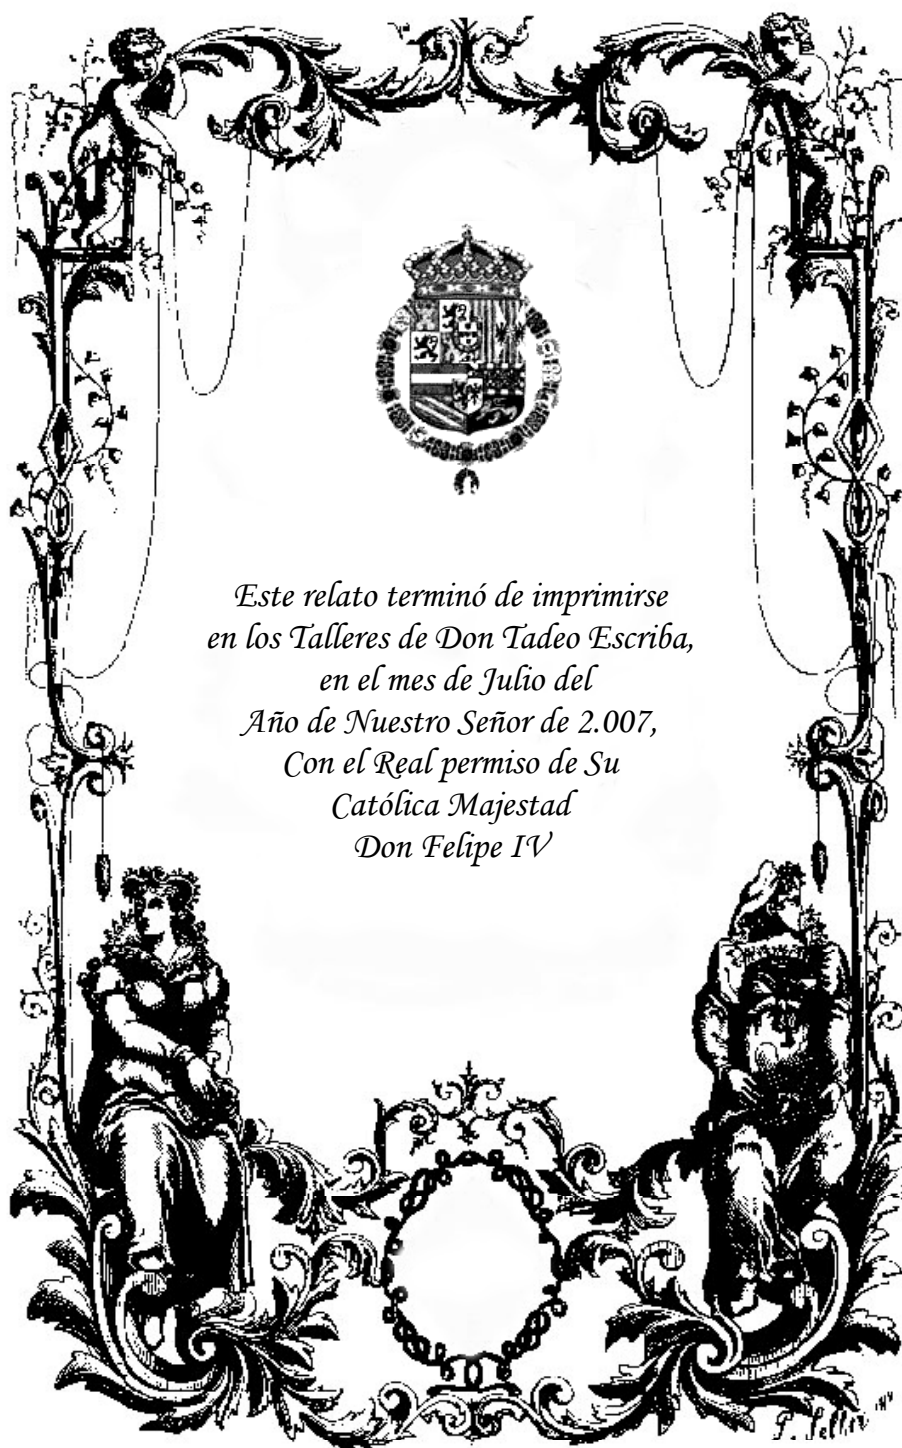 Este relato terminó de imprimirse
en los Talleres de Don Tadeo Escriba,
en el mes de Julio del
Año de Nuestro Señor de 2.007,
Con el Real permiso de Su
Católica Majestad
Don Felipe IV